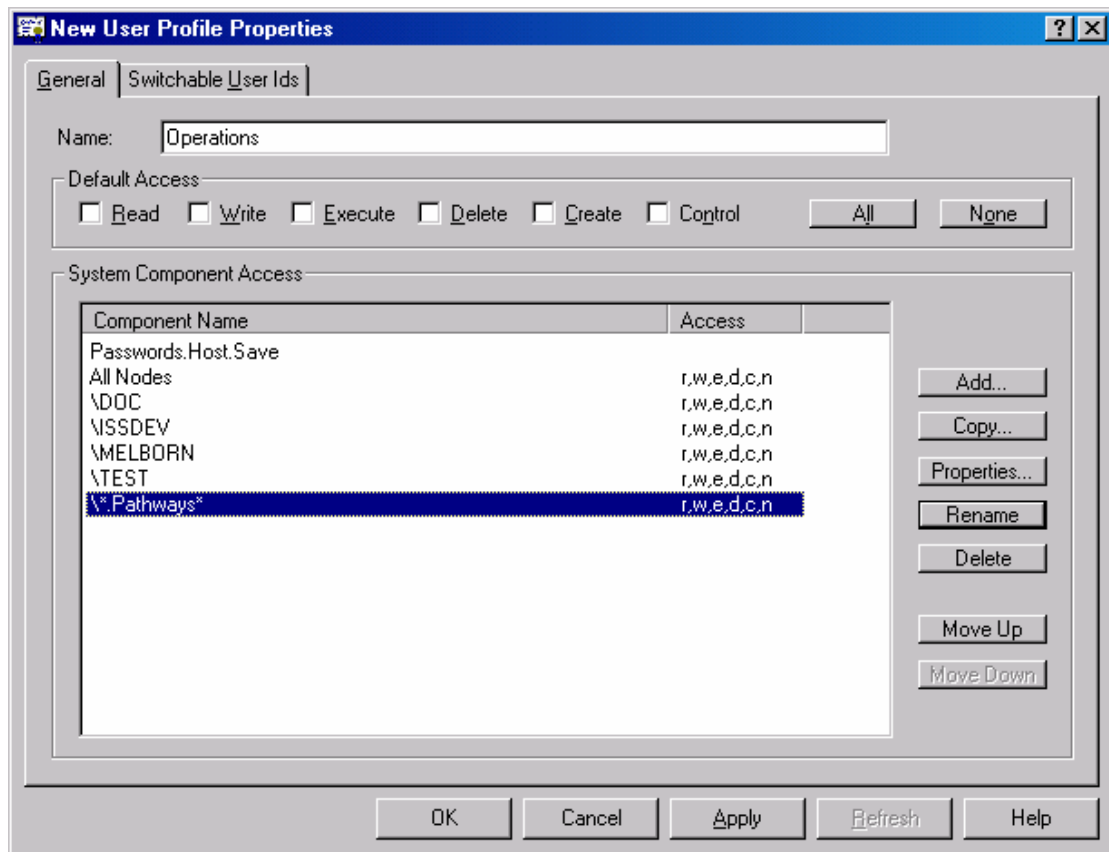 New User Profile Properties
General Switchable User Ids
Name: Operations
Default Access
Read Write Execute Delete Create Control All None
System Component Access
Component Name Access
Passwords.Host.Save
All Nodes r,w,e,d,c,n
\DOC r,w,e,d,c,n
\ISSDEV r,w,e,d,c,n
\MELBORN r,w,e,d,c,n
\TEST r,w,e,d,c,n
\*.Pathways* r,w,e,d,c,n
Add...
Copy...
Properties...
Rename
Delete
Move Up
Move Down
OK Cancel Apply Refresh Help